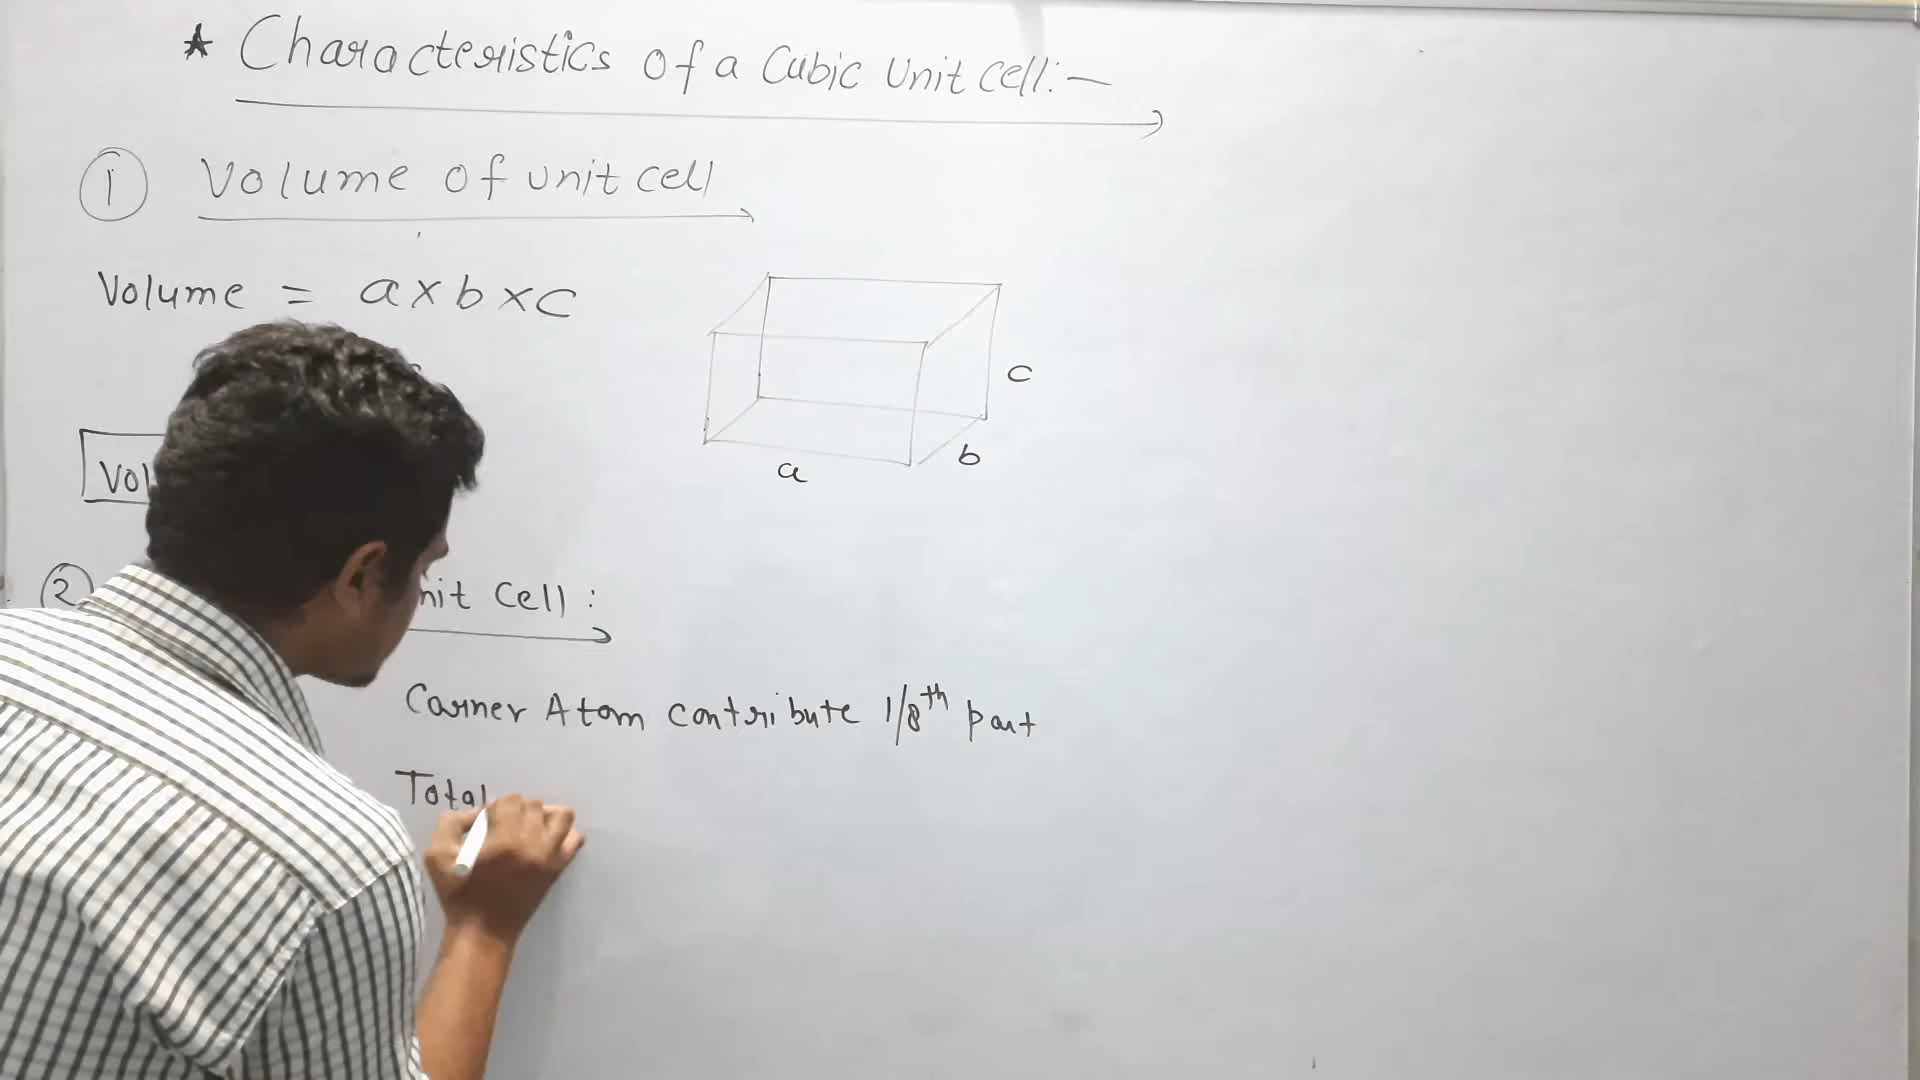 ★ Characteristics of a Cubic Unit Cell:-
① Volume of unit cell
Volume = a×b×c
c
b
a
Vol
② nit Cell :
Corner Atom contribute 1/8th part
Total